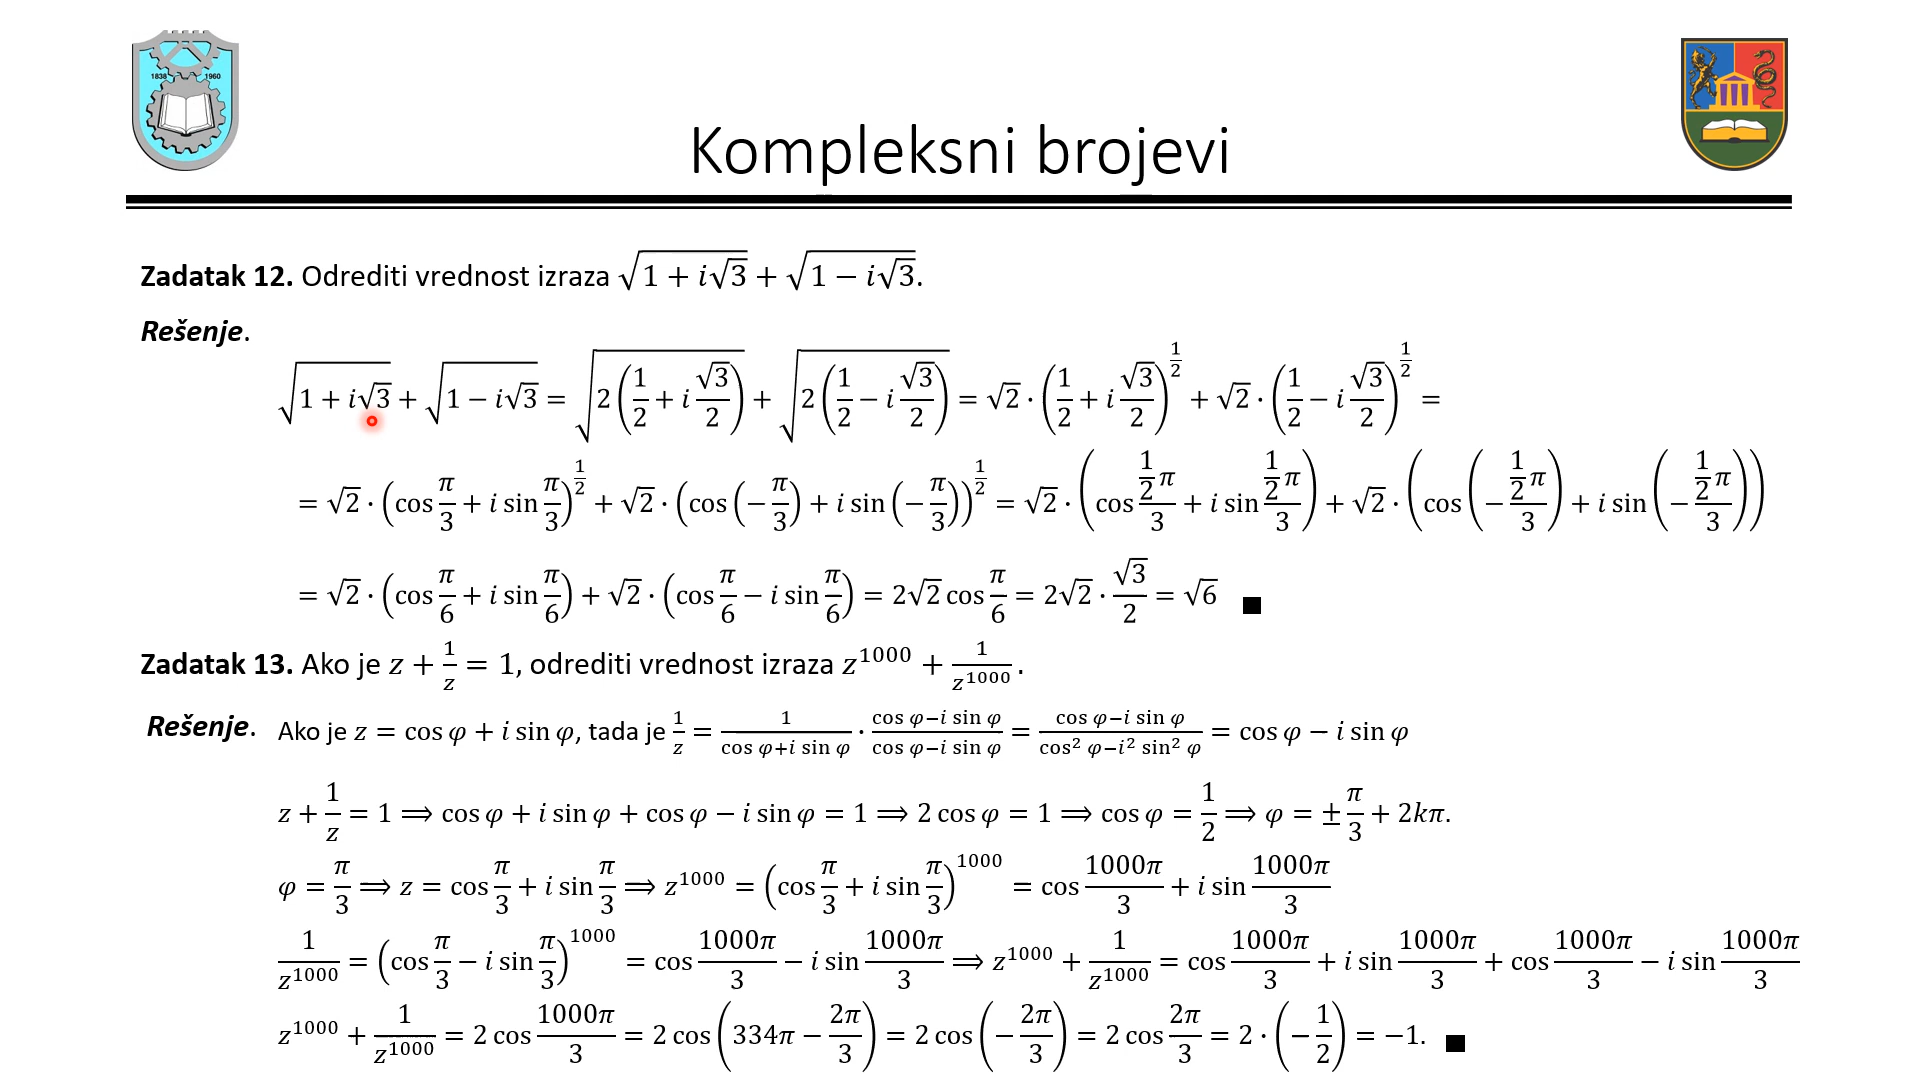 1838 1960
Kompleksni brojevi
Zadatak 12. Odrediti vrednost izraza √(1 + i√3) + √(1 − i√3).
Rešenje.
√(1 + i√3) + √(1 − i√3) = √(2(1/2 + i √3/2)) + √(2(1/2 − i √3/2)) = √2 · (1/2 + i √3/2)^(1/2) + √2 · (1/2 − i √3/2)^(1/2) =
= √2 · (cos π/3 + i sin π/3)^(1/2) + √2 · (cos(−π/3) + i sin(−π/3))^(1/2) = √2 · (cos (1/2 π)/3 + i sin (1/2 π)/3) + √2 · (cos(−(1/2 π)/3) + i sin(−(1/2 π)/3))
= √2 · (cos π/6 + i sin π/6) + √2 · (cos π/6 − i sin π/6) = 2√2 cos π/6 = 2√2 · √3/2 = √6 ■
Zadatak 13. Ako je z + 1/z = 1, odrediti vrednost izraza z^1000 + 1/z^1000.
Rešenje. Ako je z = cos φ + i sin φ, tada je 1/z = 1/(cos φ+i sin φ) · (cos φ−i sin φ)/(cos φ−i sin φ) = (cos φ−i sin φ)/(cos² φ−i² sin² φ) = cos φ − i sin φ
z + 1/z = 1 ⟹ cos φ + i sin φ + cos φ − i sin φ = 1 ⟹ 2 cos φ = 1 ⟹ cos φ = 1/2 ⟹ φ = ± π/3 + 2kπ.
φ = π/3 ⟹ z = cos π/3 + i sin π/3 ⟹ z^1000 = (cos π/3 + i sin π/3)^1000 = cos 1000π/3 + i sin 1000π/3
1/z^1000 = (cos π/3 − i sin π/3)^1000 = cos 1000π/3 − i sin 1000π/3 ⟹ z^1000 + 1/z^1000 = cos 1000π/3 + i sin 1000π/3 + cos 1000π/3 − i sin 1000π/3
z^1000 + 1/z^1000 = 2 cos 1000π/3 = 2 cos(334π − 2π/3) = 2 cos(−2π/3) = 2 cos 2π/3 = 2 · (−1/2) = −1. ■